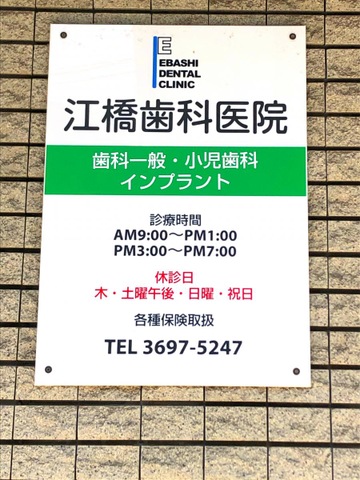 E
EBASHI
DENTAL
CLINIC
江橋歯科医院
歯科一般・小児歯科
インプラント
診療時間
AM9:00～PM1:00
PM3:00～PM7:00
休診日
木・土曜午後・日曜・祝日
各種保険取扱
TEL 3697-5247